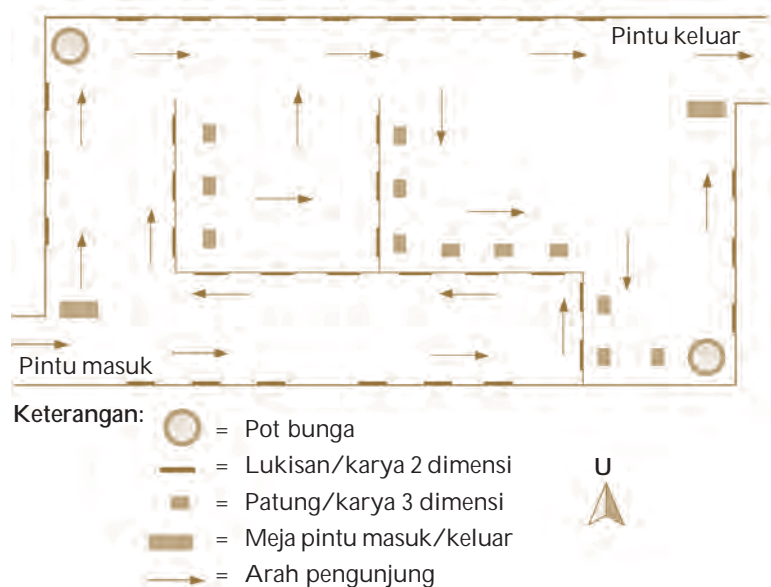 Pintu keluar
Pintu masuk
Keterangan:
= Pot bunga
= Lukisan/karya 2 dimensi
= Patung/karya 3 dimensi
= Meja pintu masuk/keluar
= Arah pengunjung
U